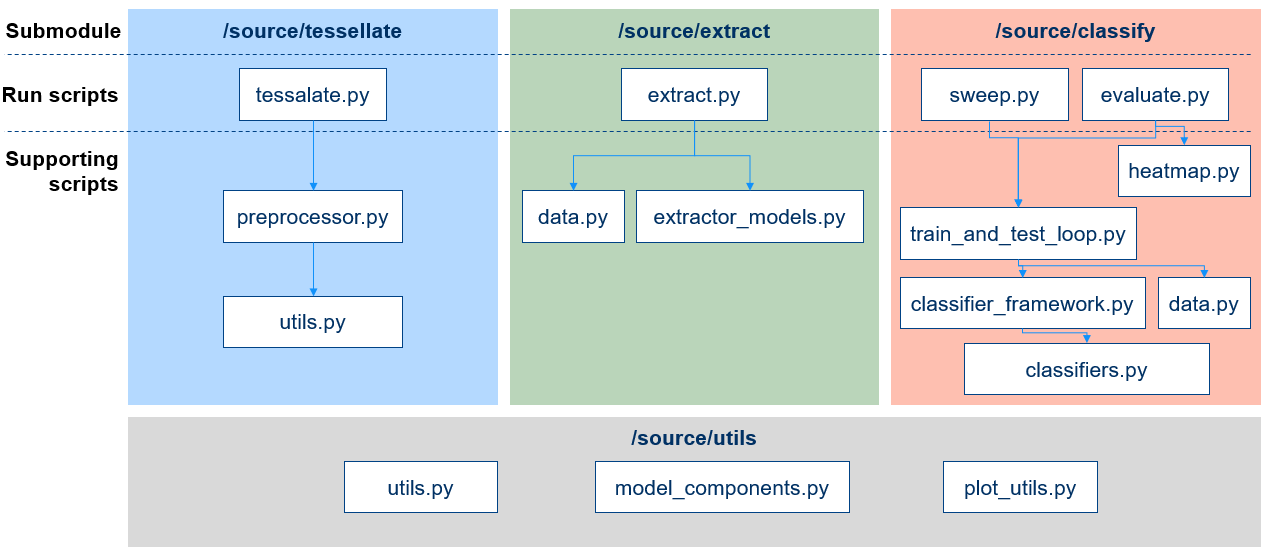 Submodule
/source/tessellate
/source/extract
/source/classify
Run scripts
tessalate.py
extract.py
sweep.py
evaluate.py
Supporting
scripts
heatmap.py
preprocessor.py
data.py
extractor_models.py
train_and_test_loop.py
utils.py
classifier_framework.py
data.py
classifiers.py
/source/utils
utils.py
model_components.py
plot_utils.py